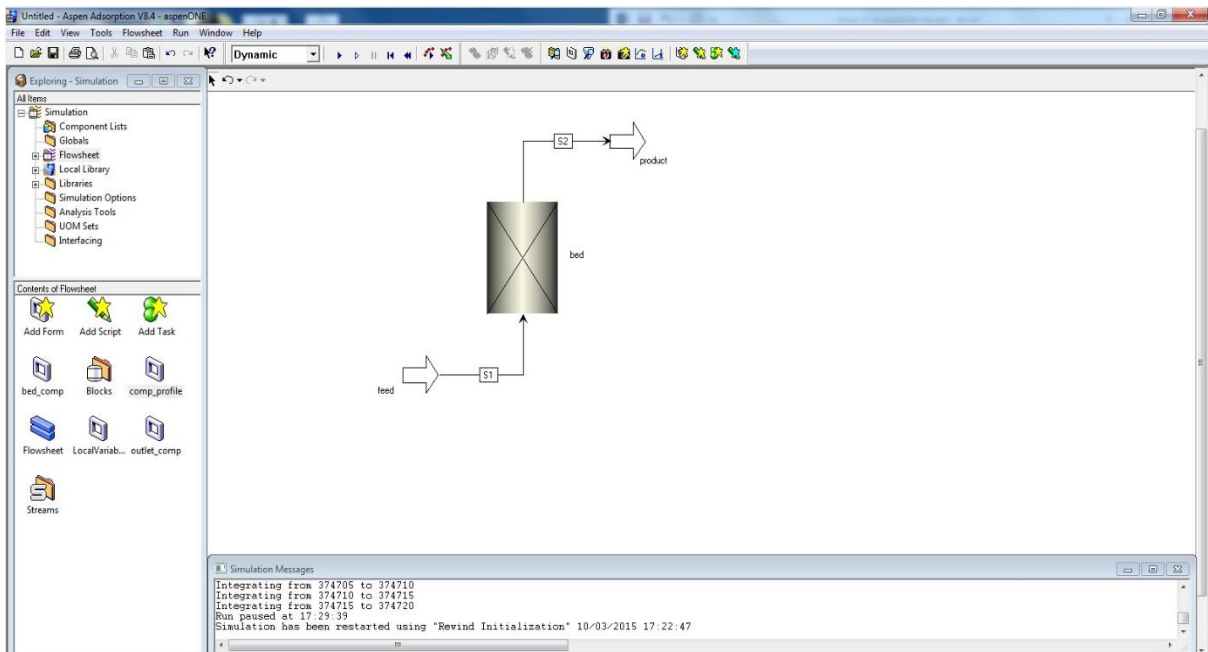 Untitled - Aspen Adsorption V8.4 - aspenONE
File Edit View Tools Flowsheet Run Window Help
Dynamic
Exploring - Simulation
All Items
Simulation
Component Lists
Globals
Flowsheet
Local Library
Libraries
Simulation Options
Analysis Tools
UOM Sets
Interfacing
Contents of Flowsheet
Add Form Add Script Add Task
bed_comp Blocks comp_profile
Flowsheet LocalVariab... outlet_comp
Streams
S2
product
bed
S1
feed
Simulation Messages
Integrating from 374705 to 374710
Integrating from 374710 to 374715
Integrating from 374715 to 374720
Run paused at 17:29:39
Simulation has been restarted using "Rewind Initialization" 10/03/2015 17:22:47